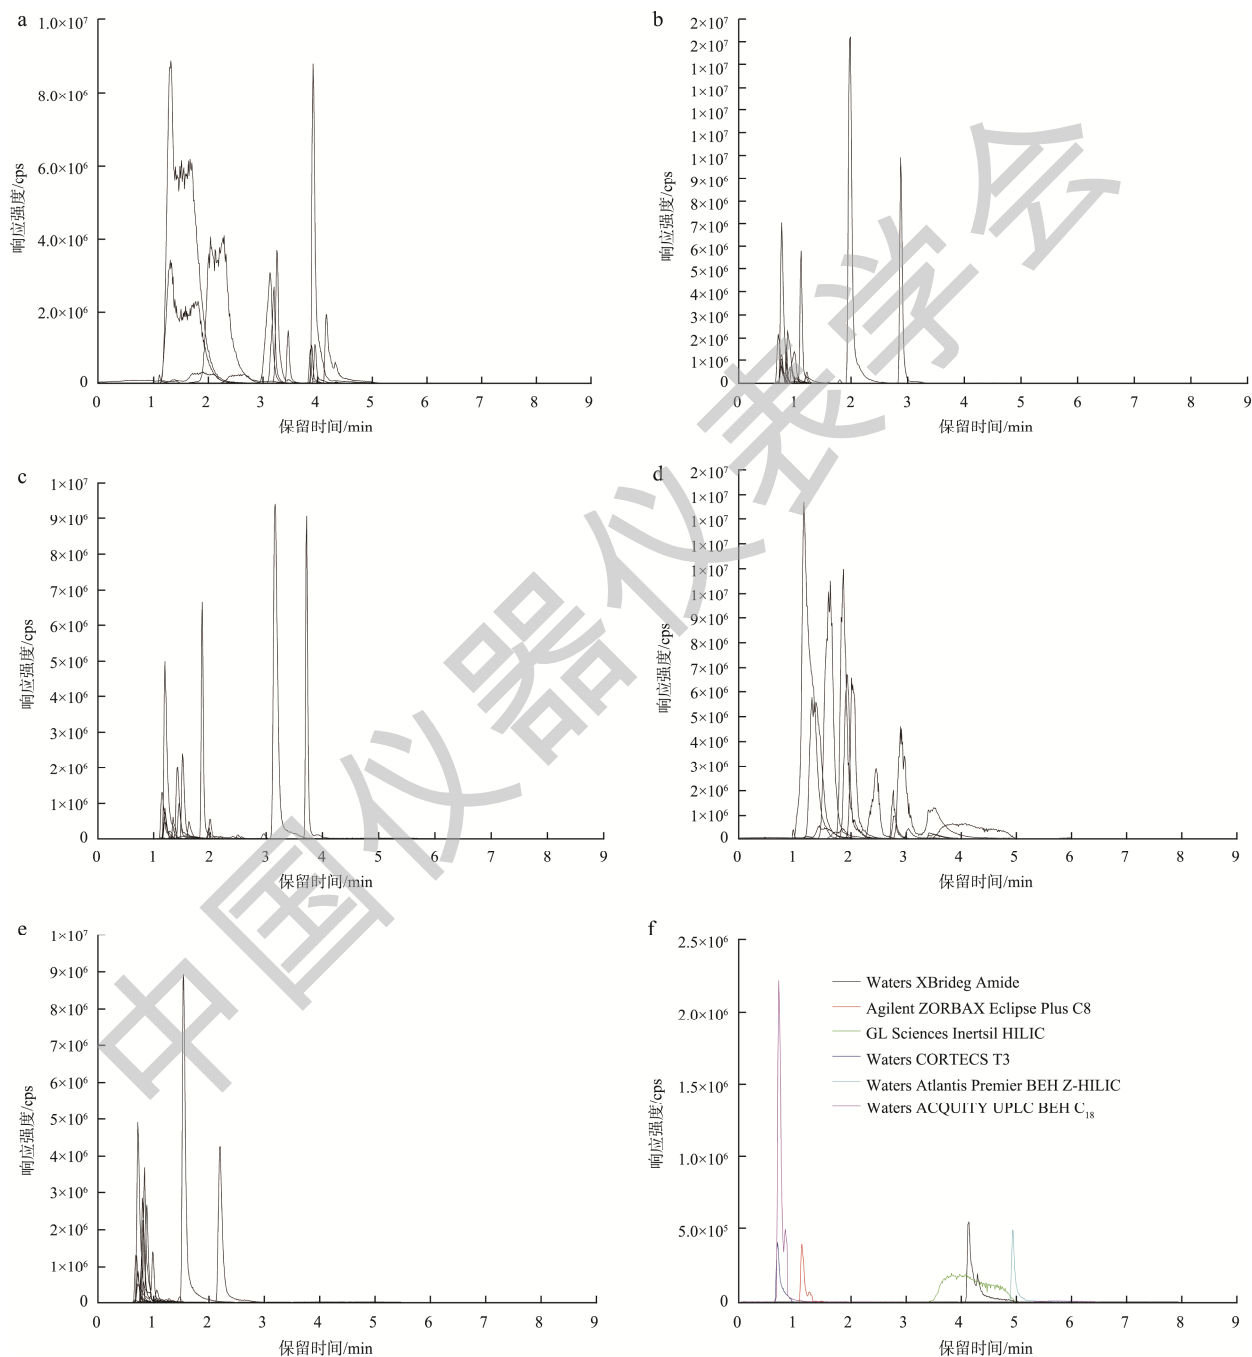 a
1.0×10⁷
8.0×10⁶
6.0×10⁶
4.0×10⁶
2.0×10⁶
0
响应强度/cps
0 1 2 3 4 5 6 7 8 9
保留时间/min
b
2×10⁷
2×10⁷
1×10⁷
1×10⁷
1×10⁷
1×10⁷
1×10⁷
9×10⁶
8×10⁶
7×10⁶
6×10⁶
5×10⁶
4×10⁶
3×10⁶
2×10⁶
1×10⁶
0
响应强度/cps
0 1 2 3 4 5 6 7 8 9
保留时间/min
c
1×10⁷
9×10⁶
8×10⁶
7×10⁶
6×10⁶
5×10⁶
4×10⁶
3×10⁶
2×10⁶
1×10⁶
0
响应强度/cps
0 1 2 3 4 5 6 7 8 9
保留时间/min
d
2×10⁷
1×10⁷
1×10⁷
1×10⁷
1×10⁷
1×10⁷
9×10⁶
8×10⁶
7×10⁶
6×10⁶
5×10⁶
4×10⁶
3×10⁶
2×10⁶
1×10⁶
0
响应强度/cps
0 1 2 3 4 5 6 7 8 9
保留时间/min
e
1×10⁷
9×10⁶
8×10⁶
7×10⁶
6×10⁶
5×10⁶
4×10⁶
3×10⁶
2×10⁶
1×10⁶
0
响应强度/cps
0 1 2 3 4 5 6 7 8 9
保留时间/min
f
2.5×10⁶
2.0×10⁶
1.5×10⁶
1.0×10⁶
5.0×10⁵
0
响应强度/cps
Waters XBrideg Amide
Agilent ZORBAX Eclipse Plus C8
GL Sciences Inertsil HILIC
Waters CORTECS T3
Waters Atlantis Premier BEH Z-HILIC
Waters ACQUITY UPLC BEH C₁₈
0 1 2 3 4 5 6 7 8 9
保留时间/min
中国仪器仪表学会